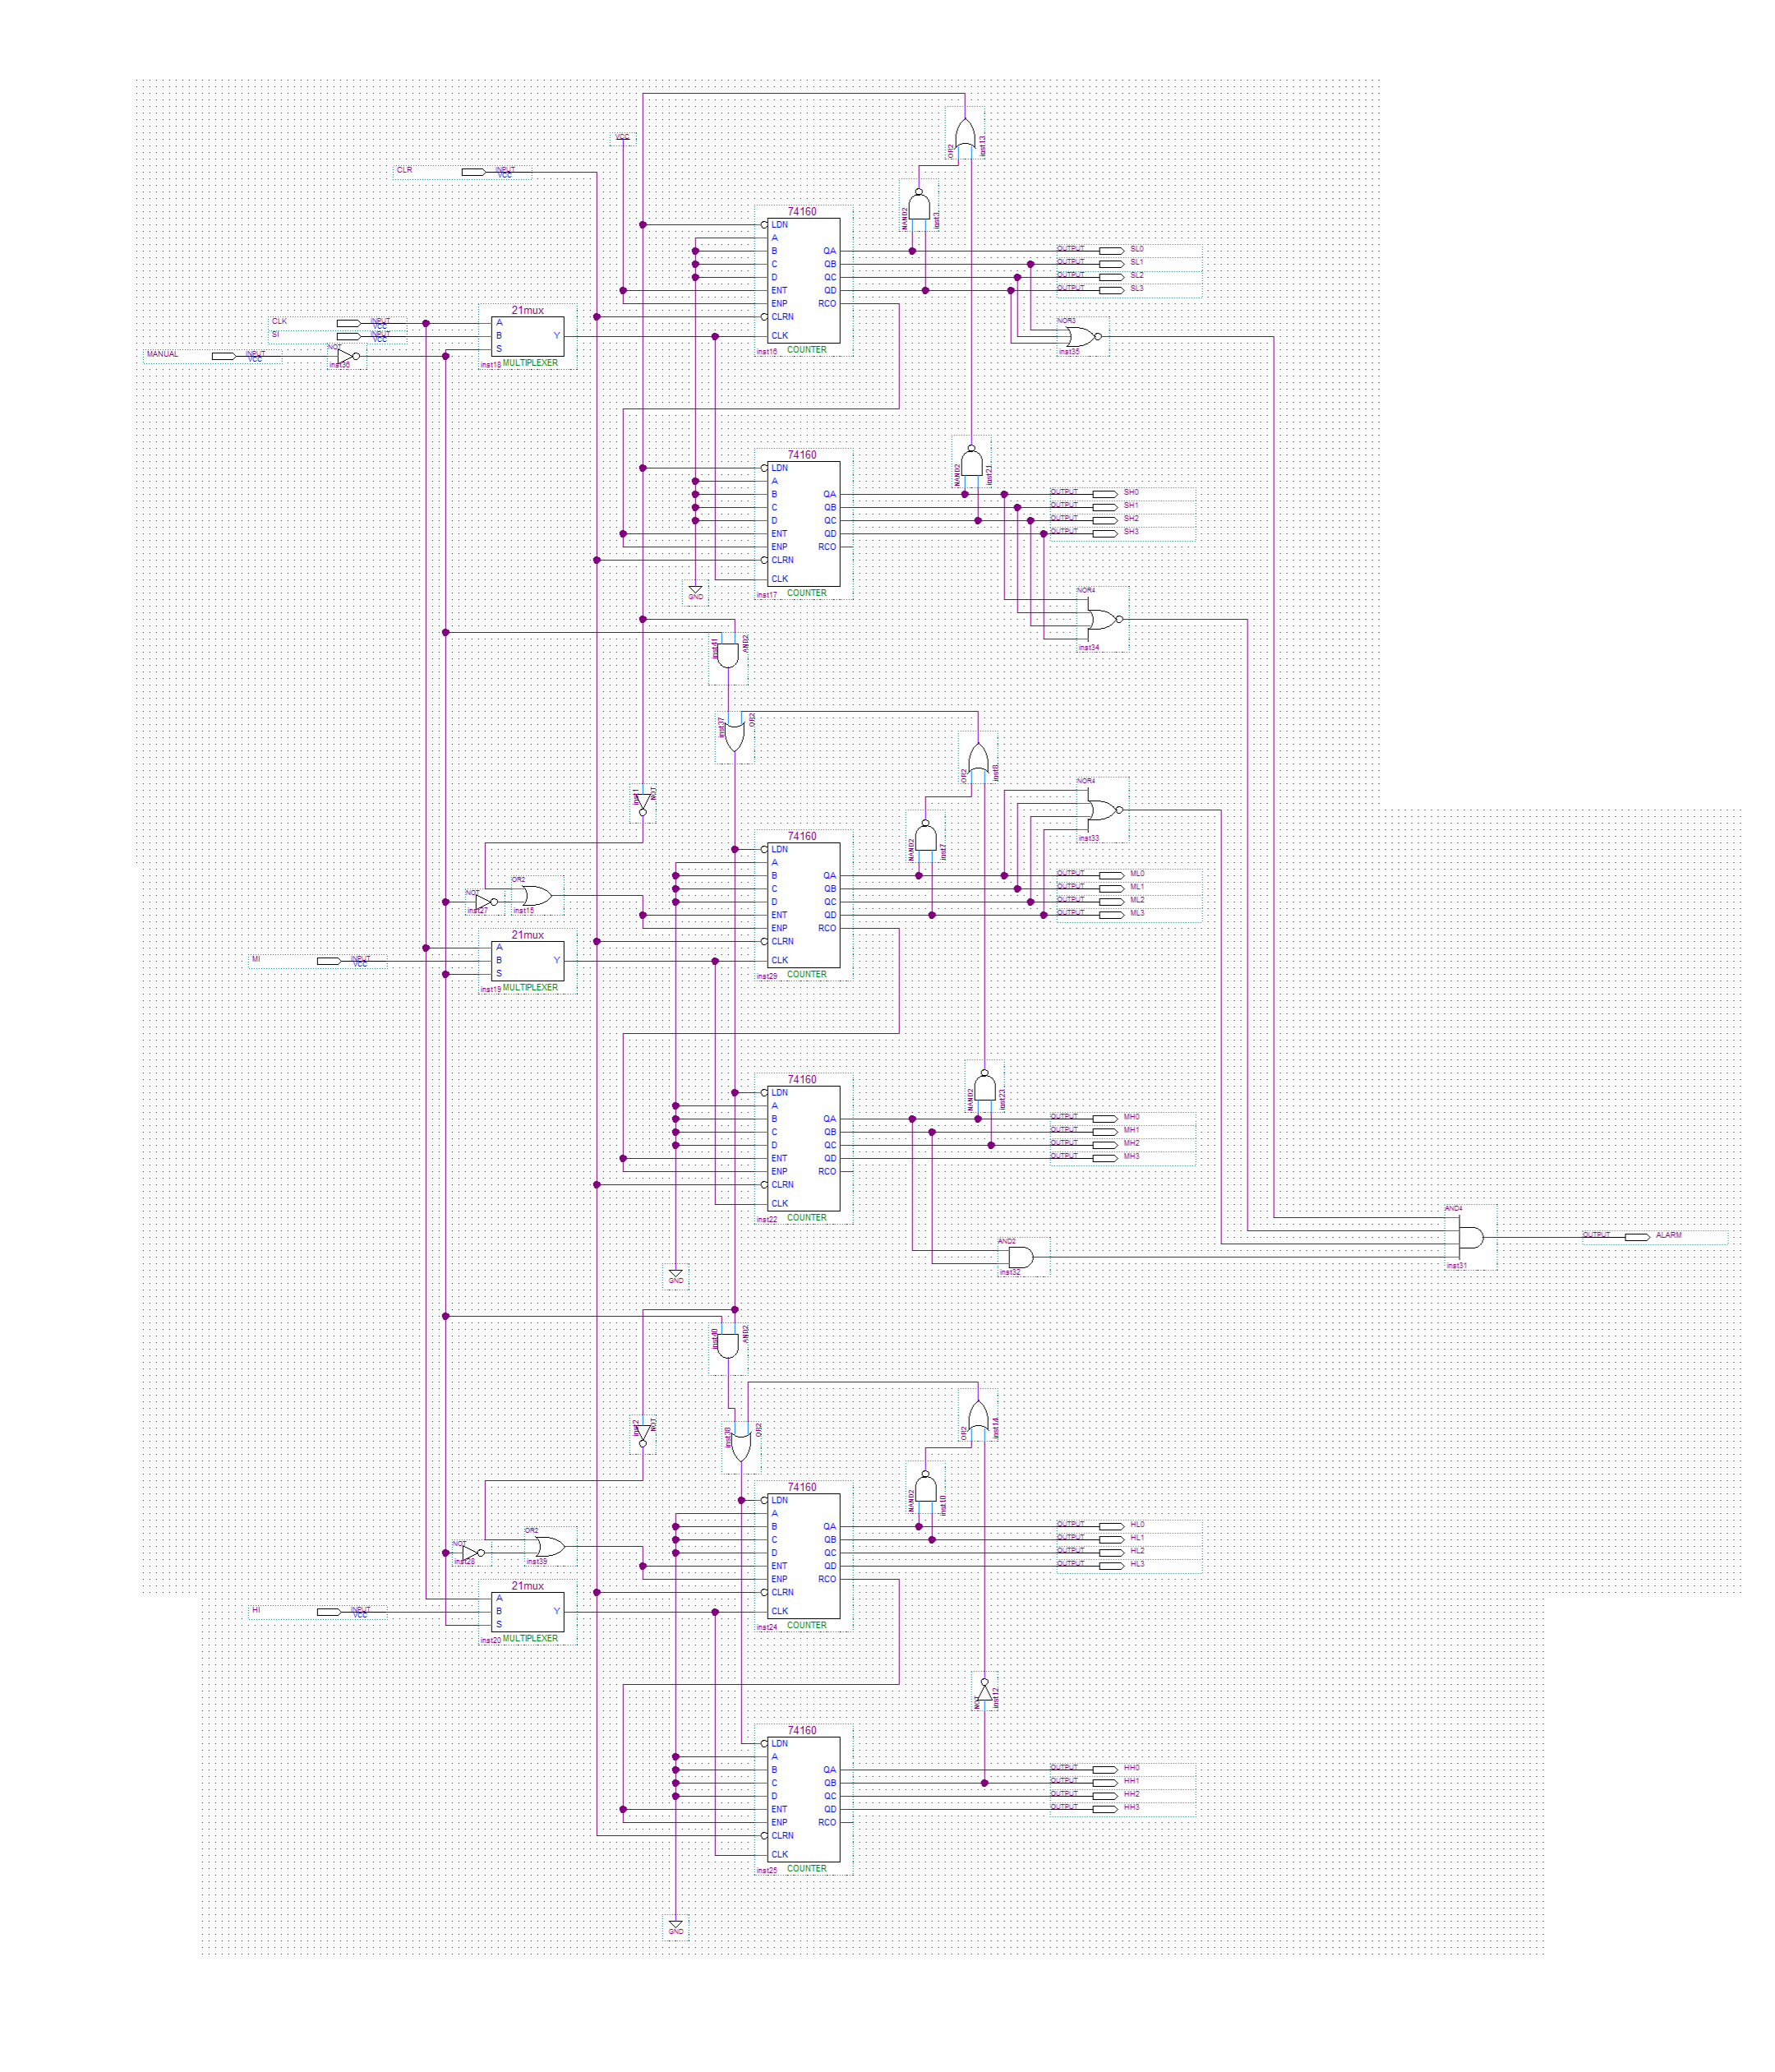 VCC
OR2
inst13
CLR
INPUT
VCC
NAND2
inst3
74160
LDN
A
B
C
D
ENT
ENP
CLRN
CLK
QA
QB
QC
QD
RCO
inst16
COUNTER
OUTPUT
SL0
OUTPUT
SL1
OUTPUT
SL2
OUTPUT
SL3
NOR3
inst35
CLK
INPUT
VCC
SI
INPUT
VCC
MANUAL
INPUT
VCC
NOT
inst36
21mux
A
B
S
Y
inst18
MULTIPLEXER
NAND2
inst21
74160
LDN
A
B
C
D
ENT
ENP
CLRN
CLK
QA
QB
QC
QD
RCO
inst17
COUNTER
OUTPUT
SH0
OUTPUT
SH1
OUTPUT
SH2
OUTPUT
SH3
GND
NOR4
inst34
inst41
AND2
inst37
OR2
OR2
inst8
NOR4
inst33
inst1
NOT
NAND2
inst7
74160
LDN
A
B
C
D
ENT
ENP
CLRN
CLK
QA
QB
QC
QD
RCO
inst29
COUNTER
OUTPUT
ML0
OUTPUT
ML1
OUTPUT
ML2
OUTPUT
ML3
NOT
inst27
OR2
inst15
MI
INPUT
VCC
21mux
A
B
S
Y
inst19
MULTIPLEXER
NAND2
inst23
74160
LDN
A
B
C
D
ENT
ENP
CLRN
CLK
QA
QB
QC
QD
RCO
inst22
COUNTER
OUTPUT
MH0
OUTPUT
MH1
OUTPUT
MH2
OUTPUT
MH3
AND2
inst32
AND4
inst31
OUTPUT
ALARM
GND
inst40
AND2
inst38
OR2
OR2
inst14
inst2
NOT
NAND2
inst10
74160
LDN
A
B
C
D
ENT
ENP
CLRN
CLK
QA
QB
QC
QD
RCO
inst24
COUNTER
OUTPUT
HL0
OUTPUT
HL1
OUTPUT
HL2
OUTPUT
HL3
NOT
inst28
OR2
inst39
HI
INPUT
VCC
21mux
A
B
S
Y
inst20
MULTIPLEXER
NOT
inst12
74160
LDN
A
B
C
D
ENT
ENP
CLRN
CLK
QA
QB
QC
QD
RCO
inst25
COUNTER
OUTPUT
HH0
OUTPUT
HH1
OUTPUT
HH2
OUTPUT
HH3
GND